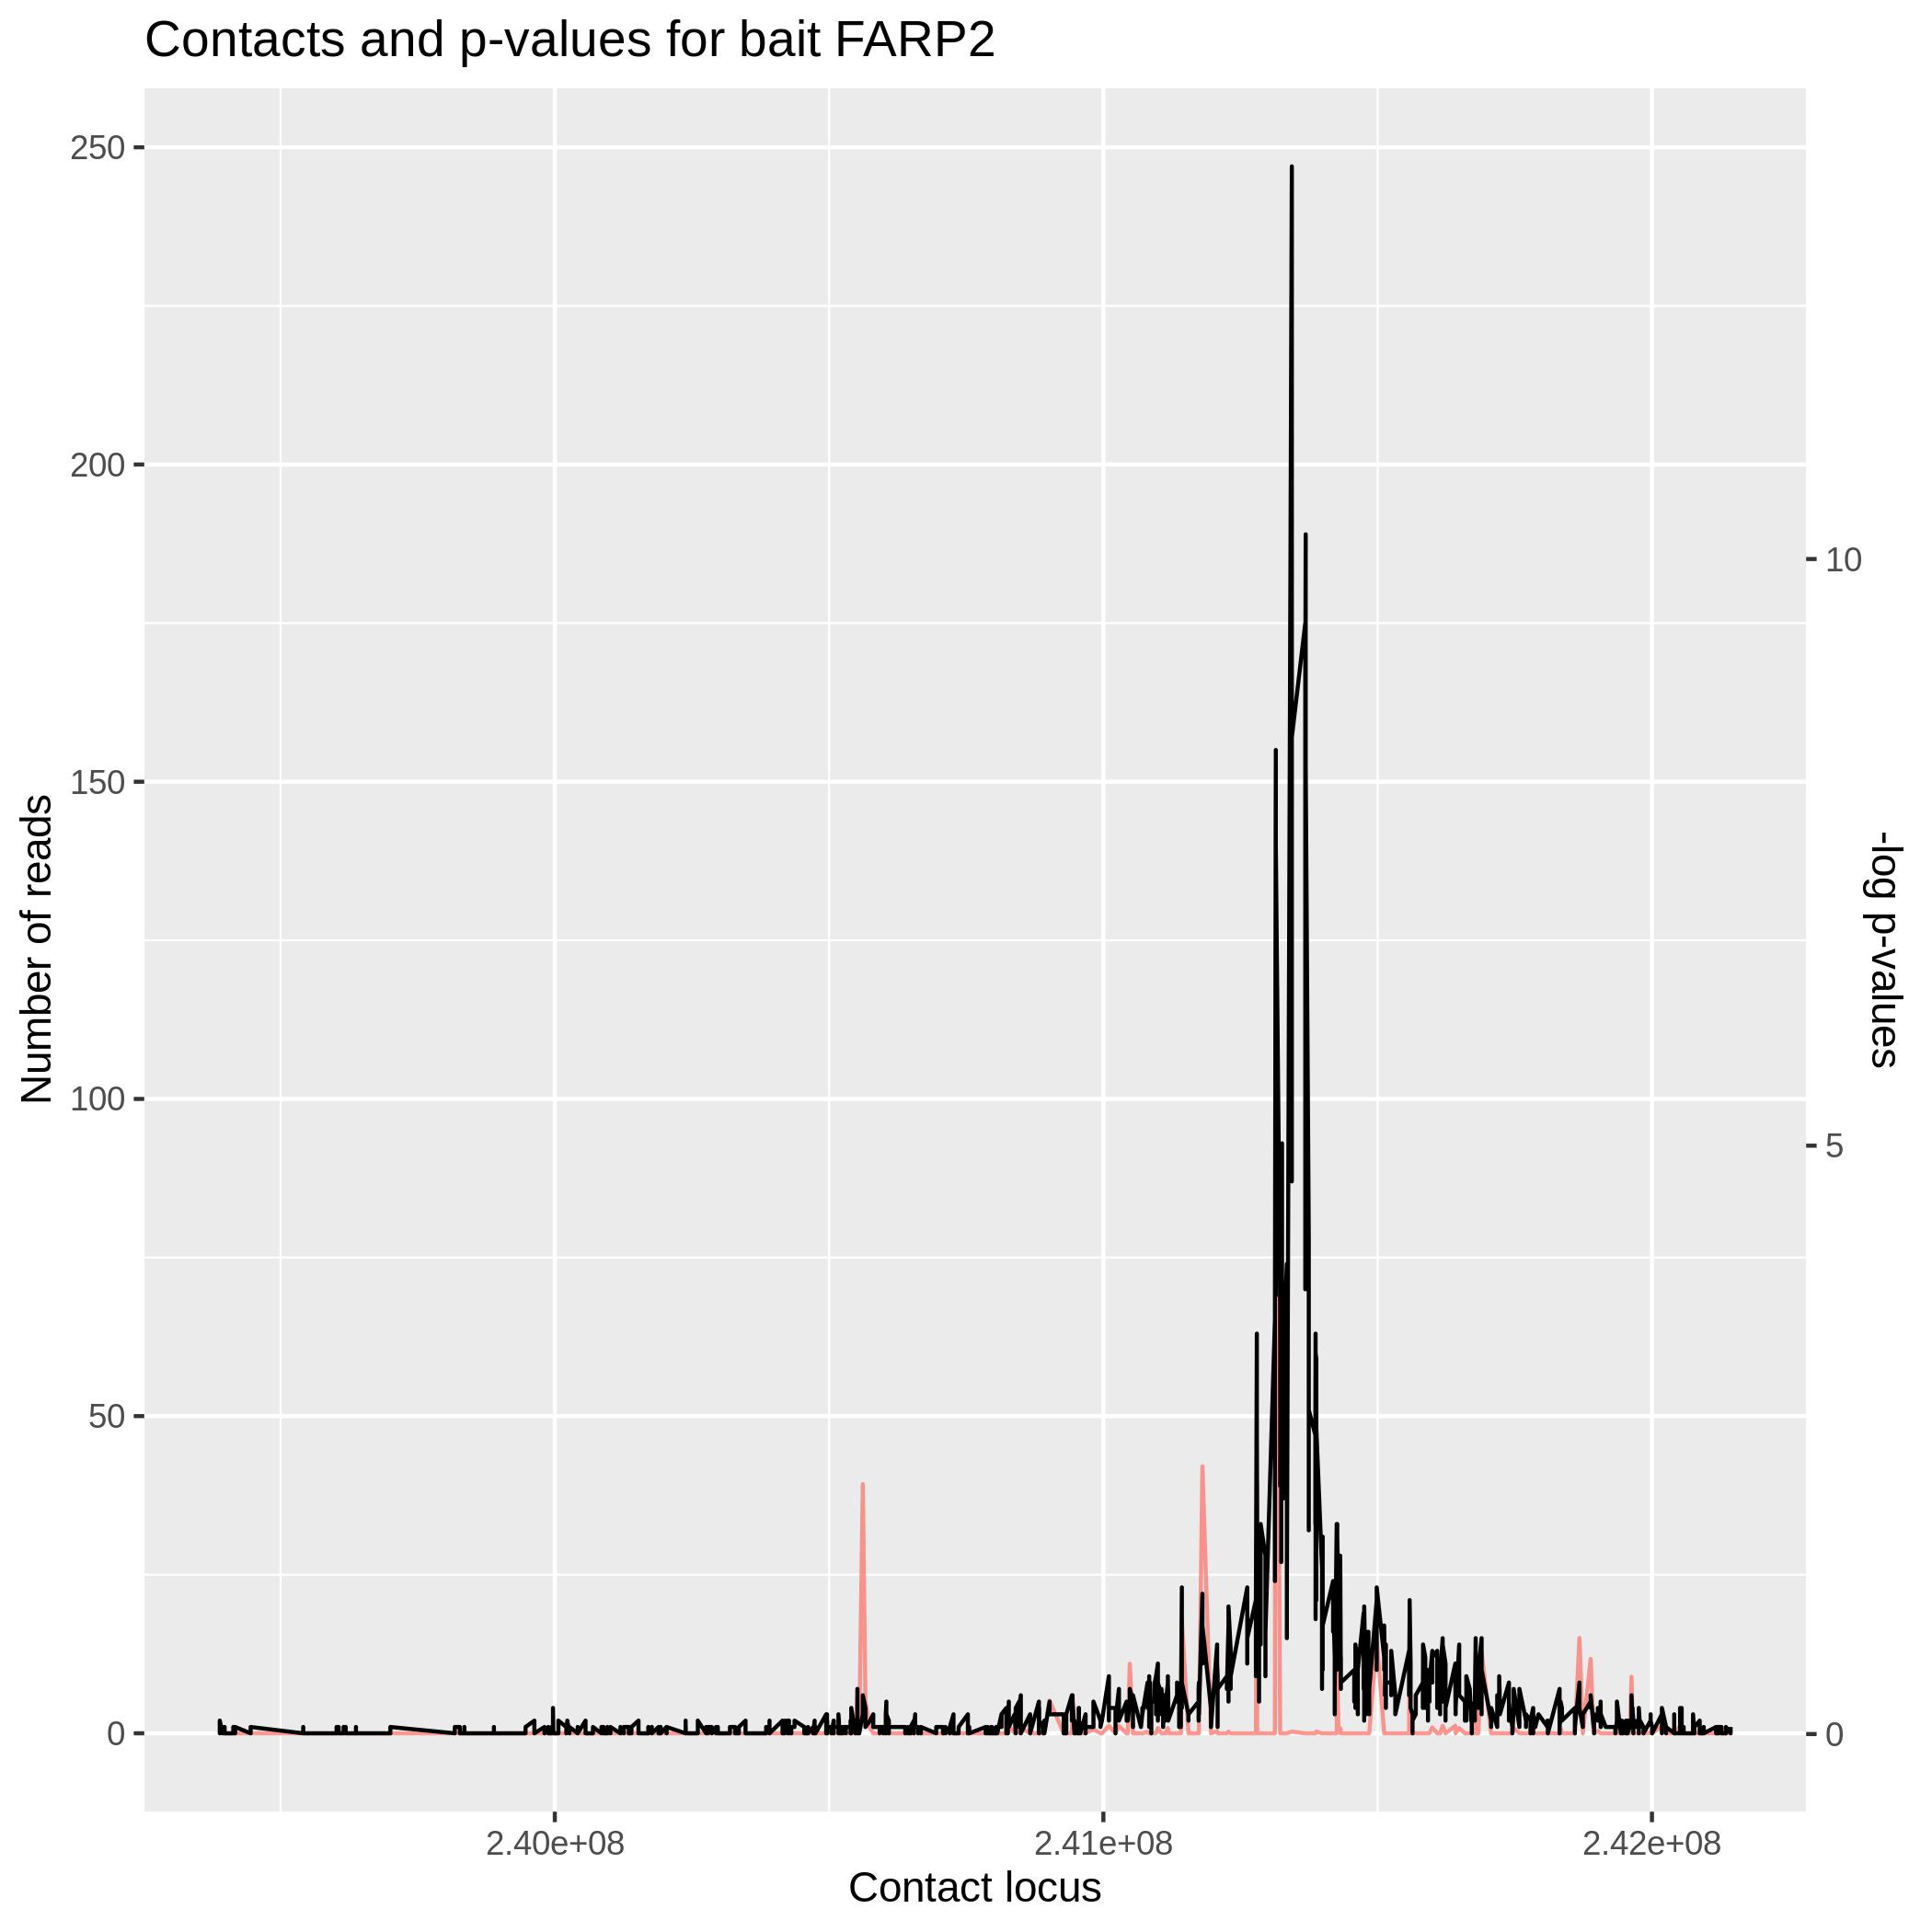 Contacts and p-values for bait FARP2
250
200
150
100
50
0
Number of reads
10
5
0
-log p-values
2.40e+08
2.41e+08
2.42e+08
Contact locus